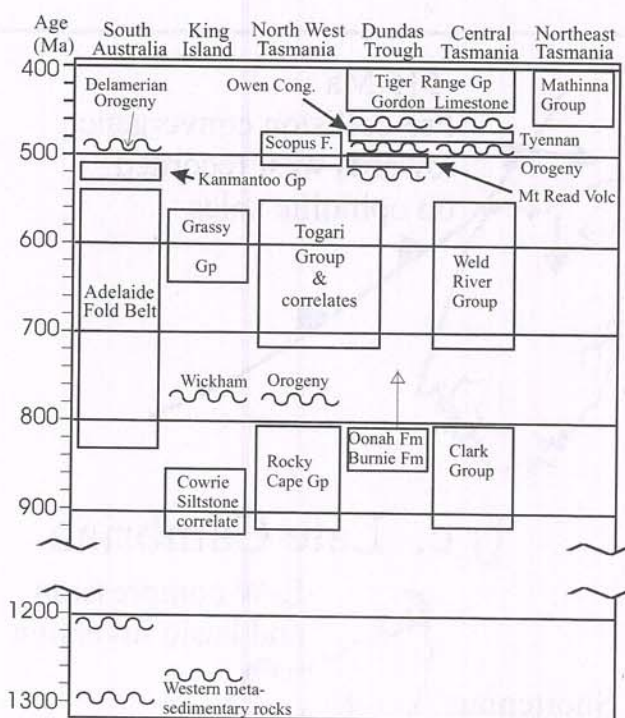 Age
(Ma)
South
Australia
King
Island
North West
Tasmania
Dundas
Trough
Central
Tasmania
Northeast
Tasmania
400
Delamerian
Orogeny
Owen Cong.
Tiger Range Gp
Gordon Limestone
Mathinna
Group
Scopus F.
Tyennan
Orogeny
500
Kanmantoo Gp
Mt Read Volc
Grassy
Gp
Togari
Group
&
correlates
600
Weld
River
Group
Adelaide
Fold Belt
700
Wickham
Orogeny
800
Oonah Fm
Burnie Fm
Rocky
Cape Gp
Clark
Group
Cowrie
Siltstone
correlate
900
1200
Western meta-
sedimentary rocks
1300